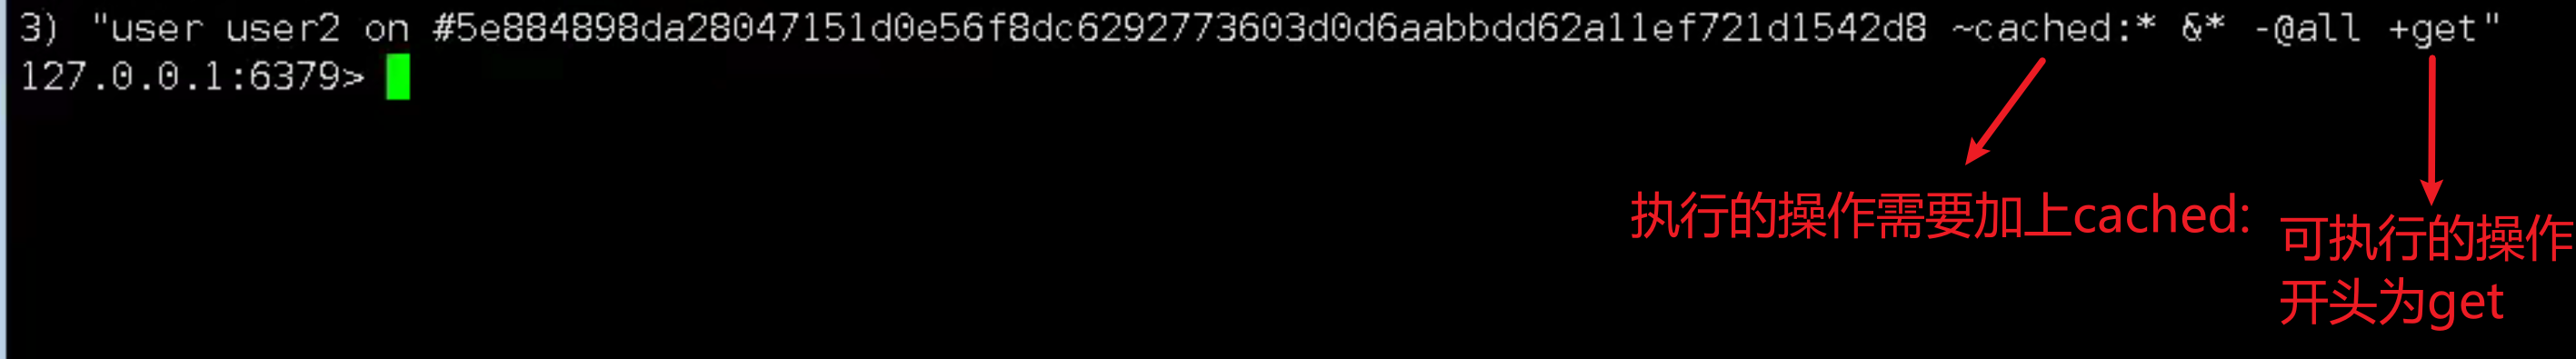 3) "user user2 on #5e884898da28047151d0e56f8dc6292773603d0d6aabbdd62a11ef721d1542d8 ~cached:* &* -@all +get"
127.0.0.1:6379>
执行的操作需要加上cached:
可执行的操作
开头为get